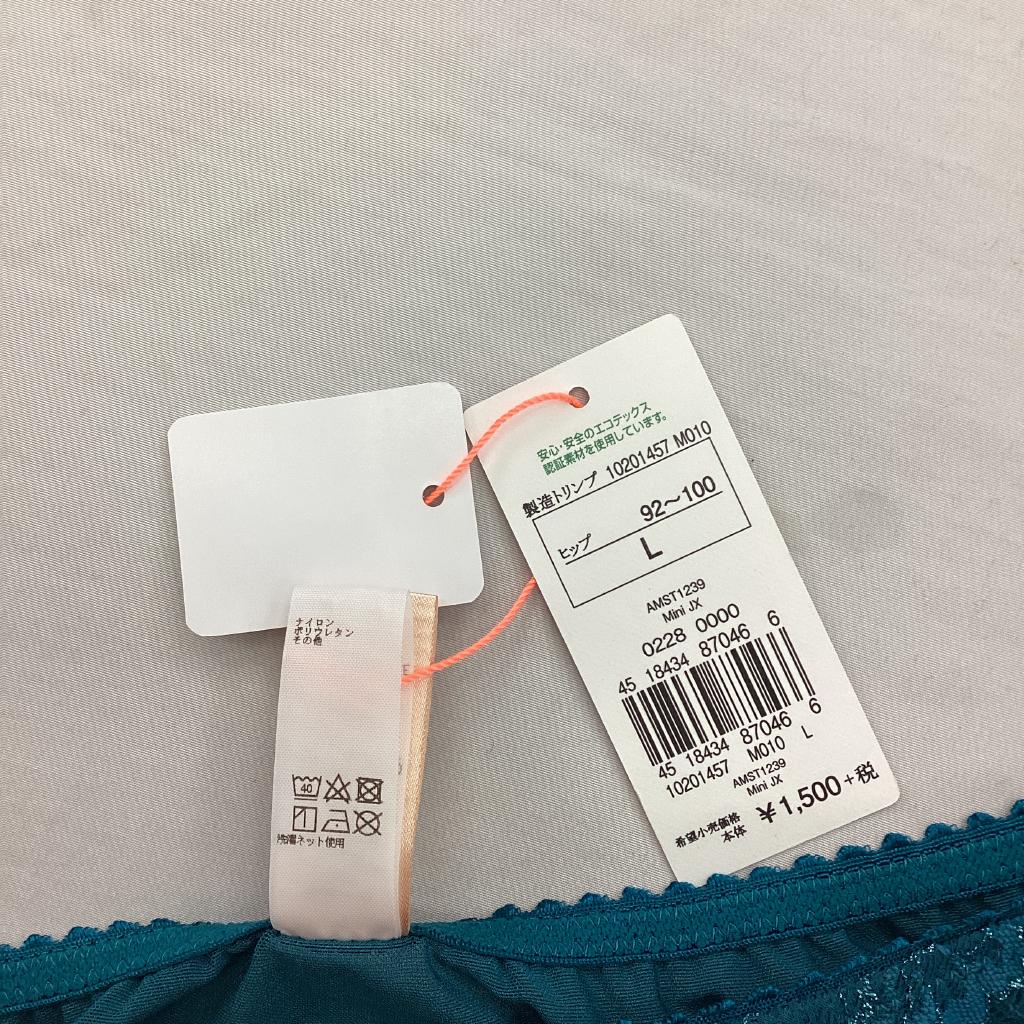 安心・安全のエコテックス
認証素材を使用しています。
製造トリンプ 10201457 M010
ヒップ 92～100
L
AMST1239
Mini JX
0228 0000
45 18434 87046 6
45 18434 87046 6
10201457 M010 L
AMST1239
Mini JX
希望小売価格
本体 ¥1,500+税
ナイロン
ポリウレタン
その他
40
洗濯ネット使用